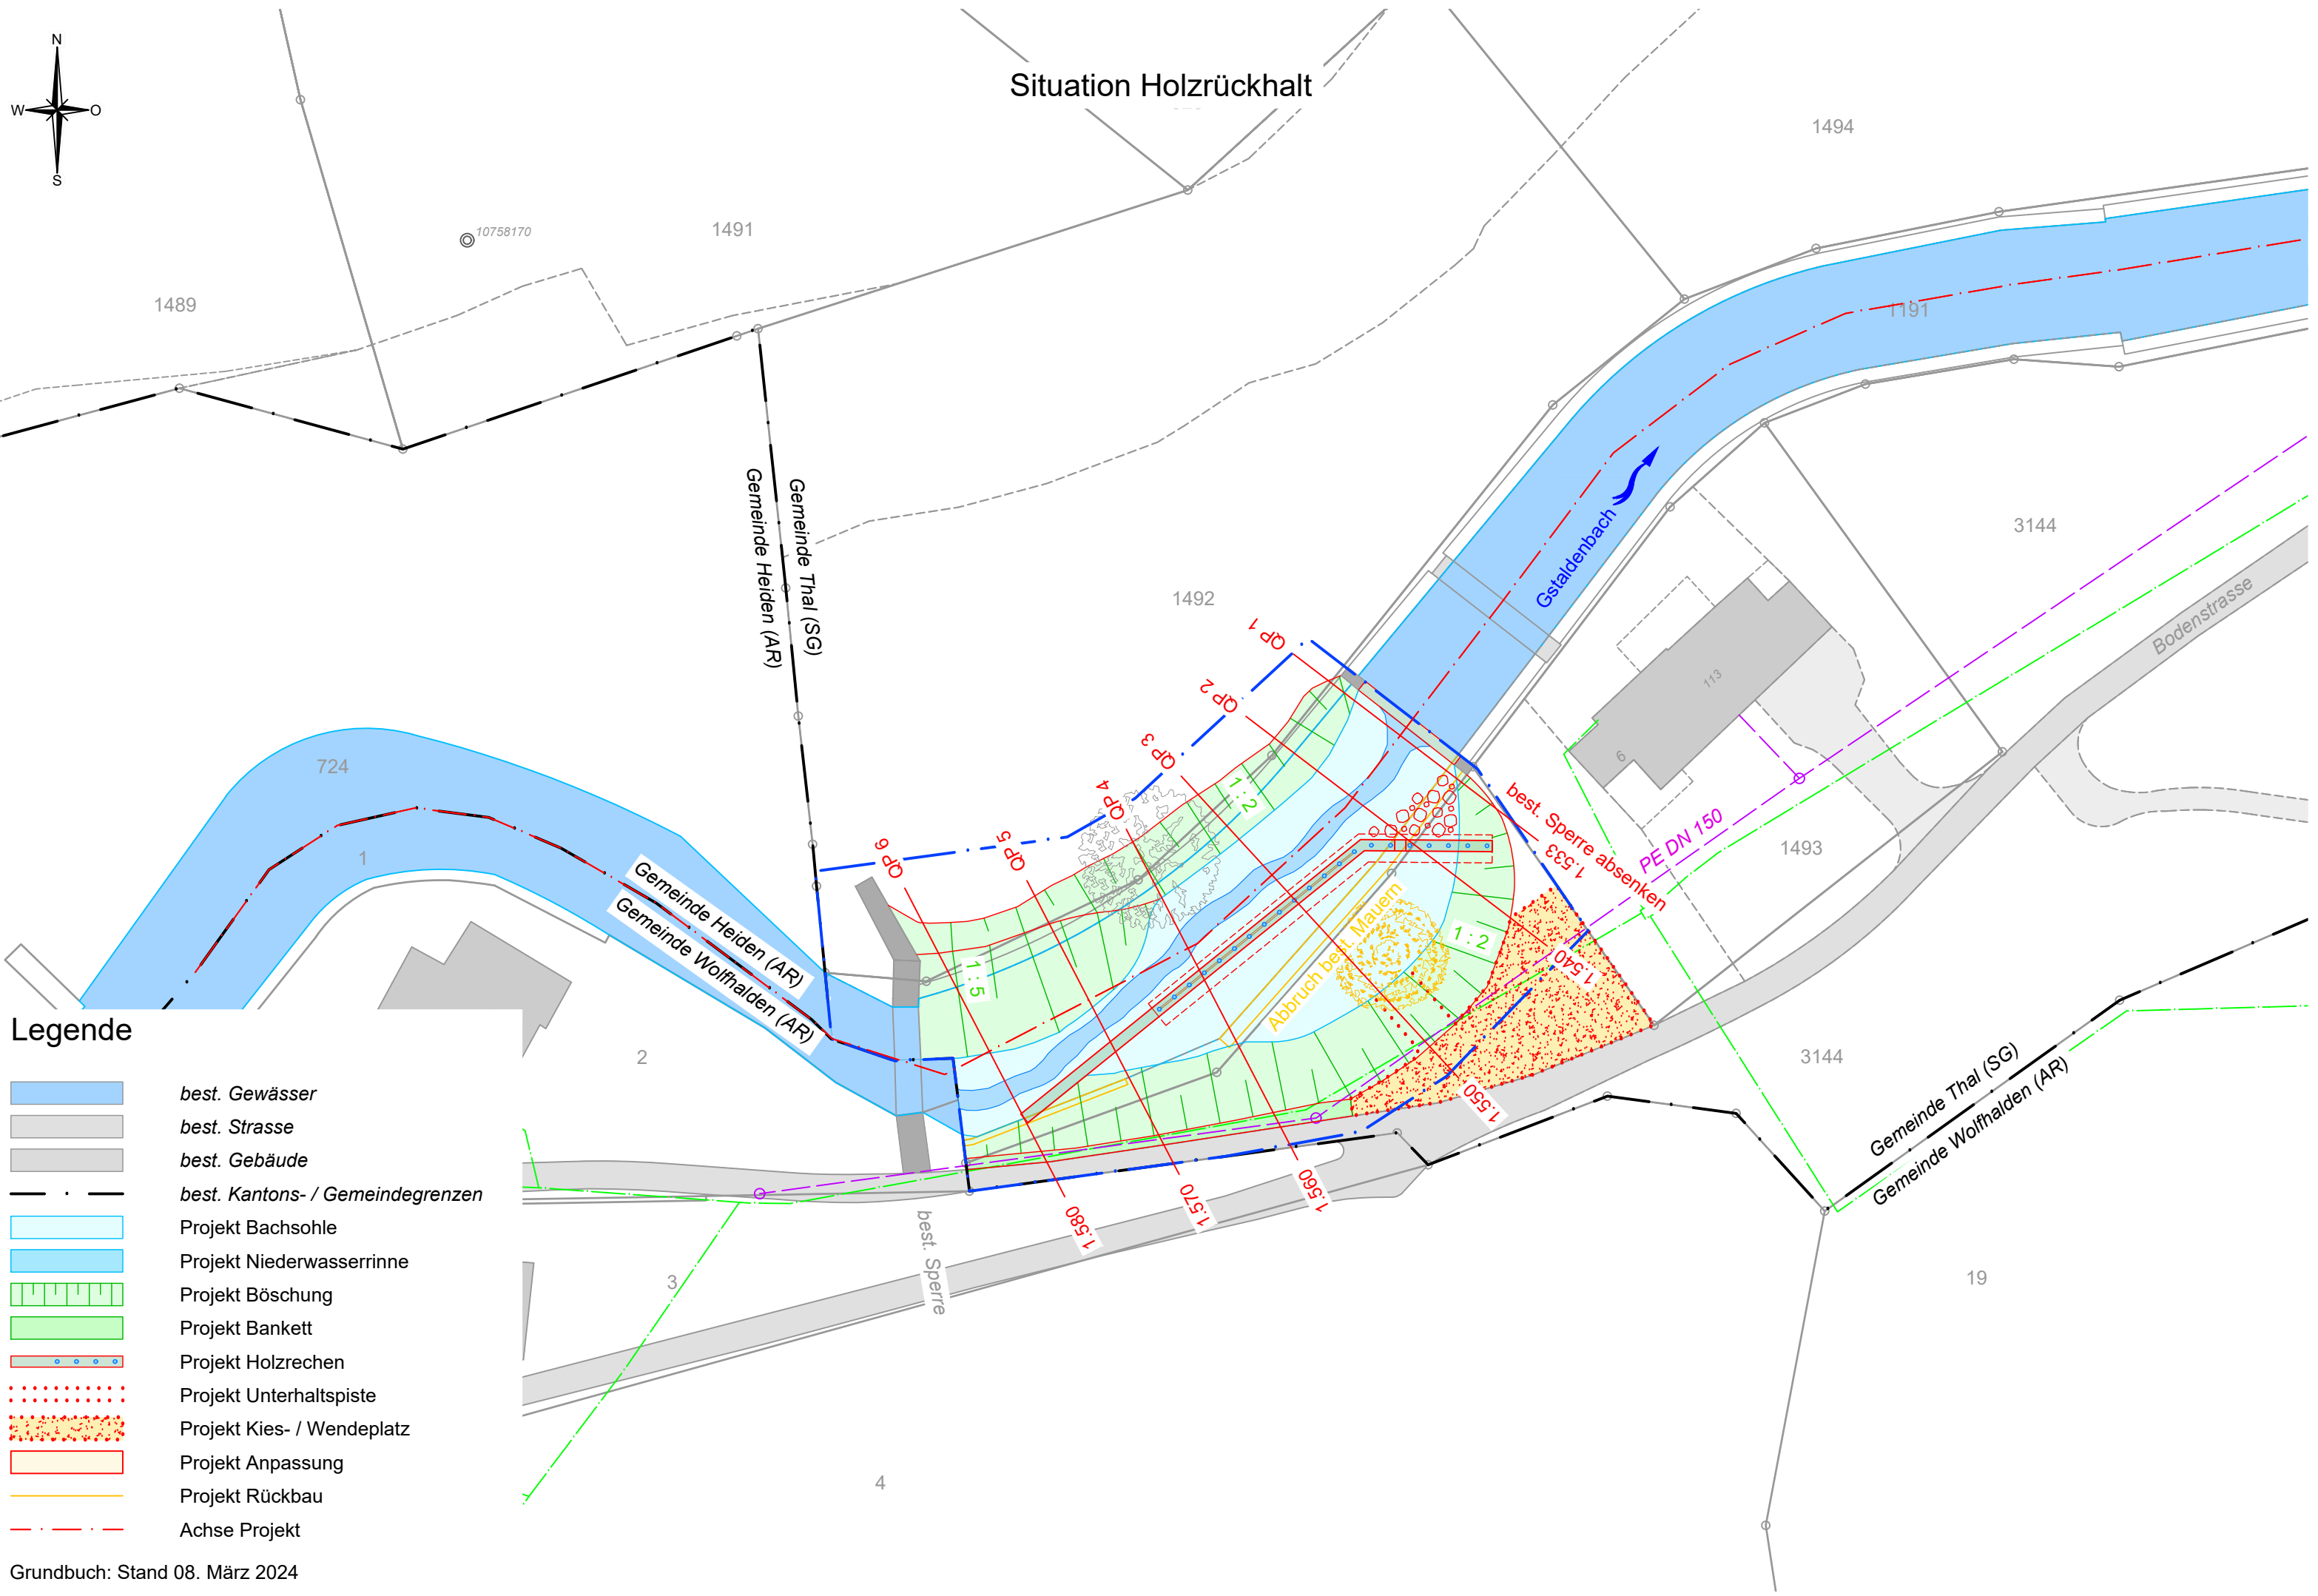 Situation Holzrückhalt
N
W
O
S
1494
1491
10758170
1489
1191
3144
Gemeinde Thal (SG)
Gemeinde Heiden (AR)
1492
Gstaldenbach
Bodenstrasse
113
6
QP 1
QP 2
QP 3
QP 4
QP 5
QP 6
724
1
1 : 2
best. Sperre absenken
1.533
PE DN 150
1493
Gemeinde Heiden (AR)
Gemeinde Wolfhalden (AR)
Abbruch best. Mauern
1 : 2
1 : 5
1.540
1.550
1.560
1.570
1.580
2
3144
Gemeinde Thal (SG)
Gemeinde Wolfhalden (AR)
best. Sperre
3
19
4
Legende
best. Gewässer
best. Strasse
best. Gebäude
best. Kantons- / Gemeindegrenzen
Projekt Bachsohle
Projekt Niederwasserrinne
Projekt Böschung
Projekt Bankett
Projekt Holzrechen
Projekt Unterhaltspiste
Projekt Kies- / Wendeplatz
Projekt Anpassung
Projekt Rückbau
Achse Projekt
Grundbuch: Stand 08. März 2024